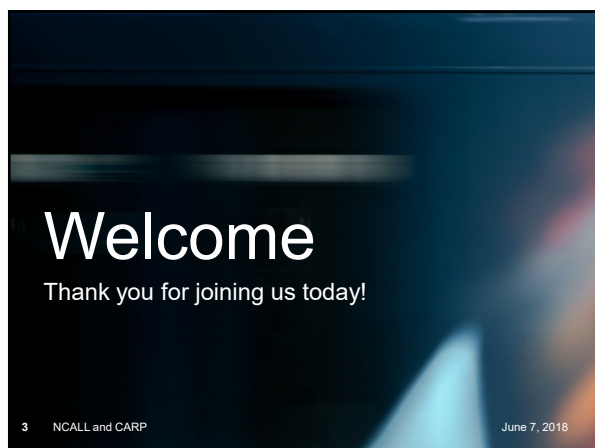 Welcome
Thank you for joining us today!
3 NCALL and CARP June 7, 2018